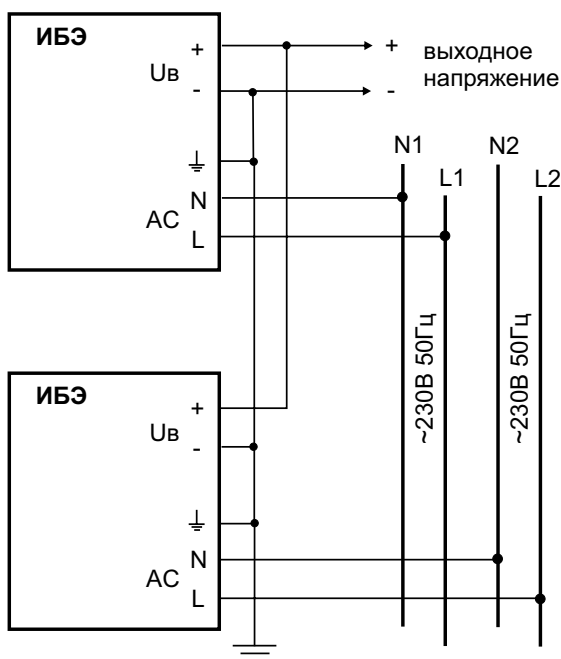 ИБЭ
+
Uв
-
N
AC
L
+
-
выходное
напряжение
N1
L1
N2
L2
~230В 50Гц
~230В 50Гц
ИБЭ
+
Uв
-
N
AC
L